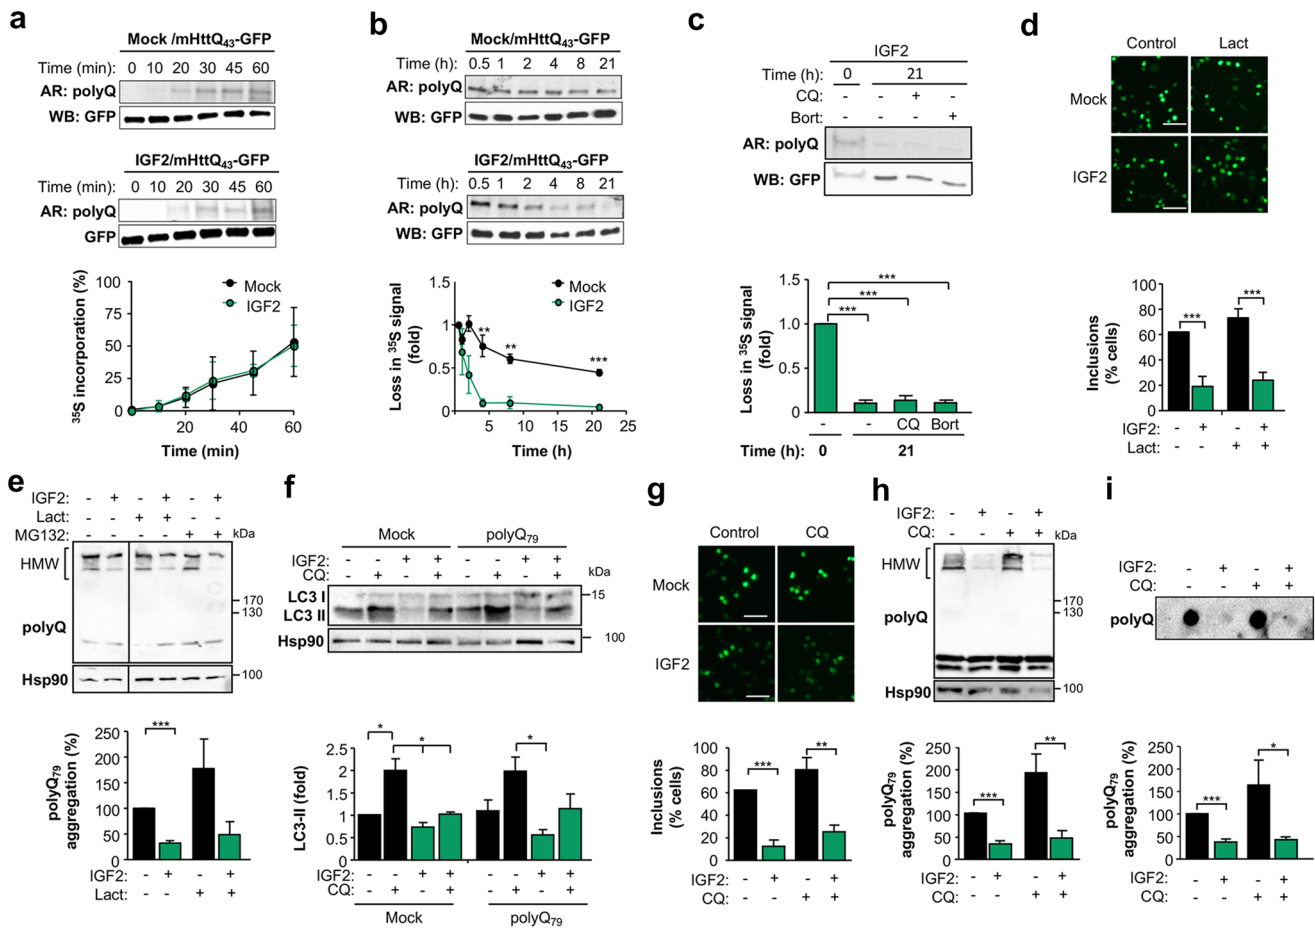 a
Mock /mHttQ43-GFP
Time (min): 0 10 20 30 45 60
AR: polyQ
WB: GFP
IGF2/mHttQ43-GFP
Time (min): 0 10 20 30 45 60
AR: polyQ
GFP
35S incorporation (%)
100
75
50
25
0
Mock
IGF2
0 20 40 60
Time (min)
b
Mock/mHttQ43-GFP
Time (h): 0.5 1 2 4 8 21
AR: polyQ
WB: GFP
IGF2/mHttQ43-GFP
Time (h): 0.5 1 2 4 8 21
AR: polyQ
WB: GFP
Loss in 35S signal
(fold)
1.5
1
0.5
0
Mock
IGF2
** ** ***
5 15 25
Time (h)
c
IGF2
Time (h): 0 21
CQ: - - + -
Bort: - - - +
AR: polyQ
WB: GFP
Loss in 35S signal
(fold)
1.5
1.0
0.5
0
***
***
***
- - CQ Bort
Time (h): 0 21
d
Control Lact
Mock
IGF2
Inclusions
(% cells)
100
80
60
40
20
0
*** ***
IGF2: - + - +
Lact: - - + +
e
IGF2: - + - + - +
Lact: - - + + - -
MG132: - - - - + + kDa
HMW
170
130
polyQ
Hsp90
100
polyQ79
aggregation (%)
250
200
150
100
50
0
***
IGF2: - + - +
Lact: - - + +
f
Mock polyQ79
IGF2: - - + + - - + +
CQ: - + - + - + - +
kDa
LC3 I
15
LC3 II
Hsp90
100
LC3-II (fold)
2.5
2
1.5
1
0.5
0
* * *
IGF2: - - + + - - + +
CQ: - + - + - + - +
Mock polyQ79
g
Control CQ
Mock
IGF2
Inclusions
(% cells)
100
80
60
40
20
0
*** **
IGF2: - + - +
CQ: - - + +
h
IGF2: - + - +
CQ: - - + +
kDa
HMW
170
130
polyQ
Hsp90
100
polyQ79
aggregation (%)
250
200
150
100
50
0
*** **
IGF2: - + - +
CQ: - - + +
i
IGF2: - + - +
CQ: - - + +
polyQ
polyQ79
aggregation (%)
250
200
150
100
50
0
*** *
IGF2: - + - +
CQ: - - + +